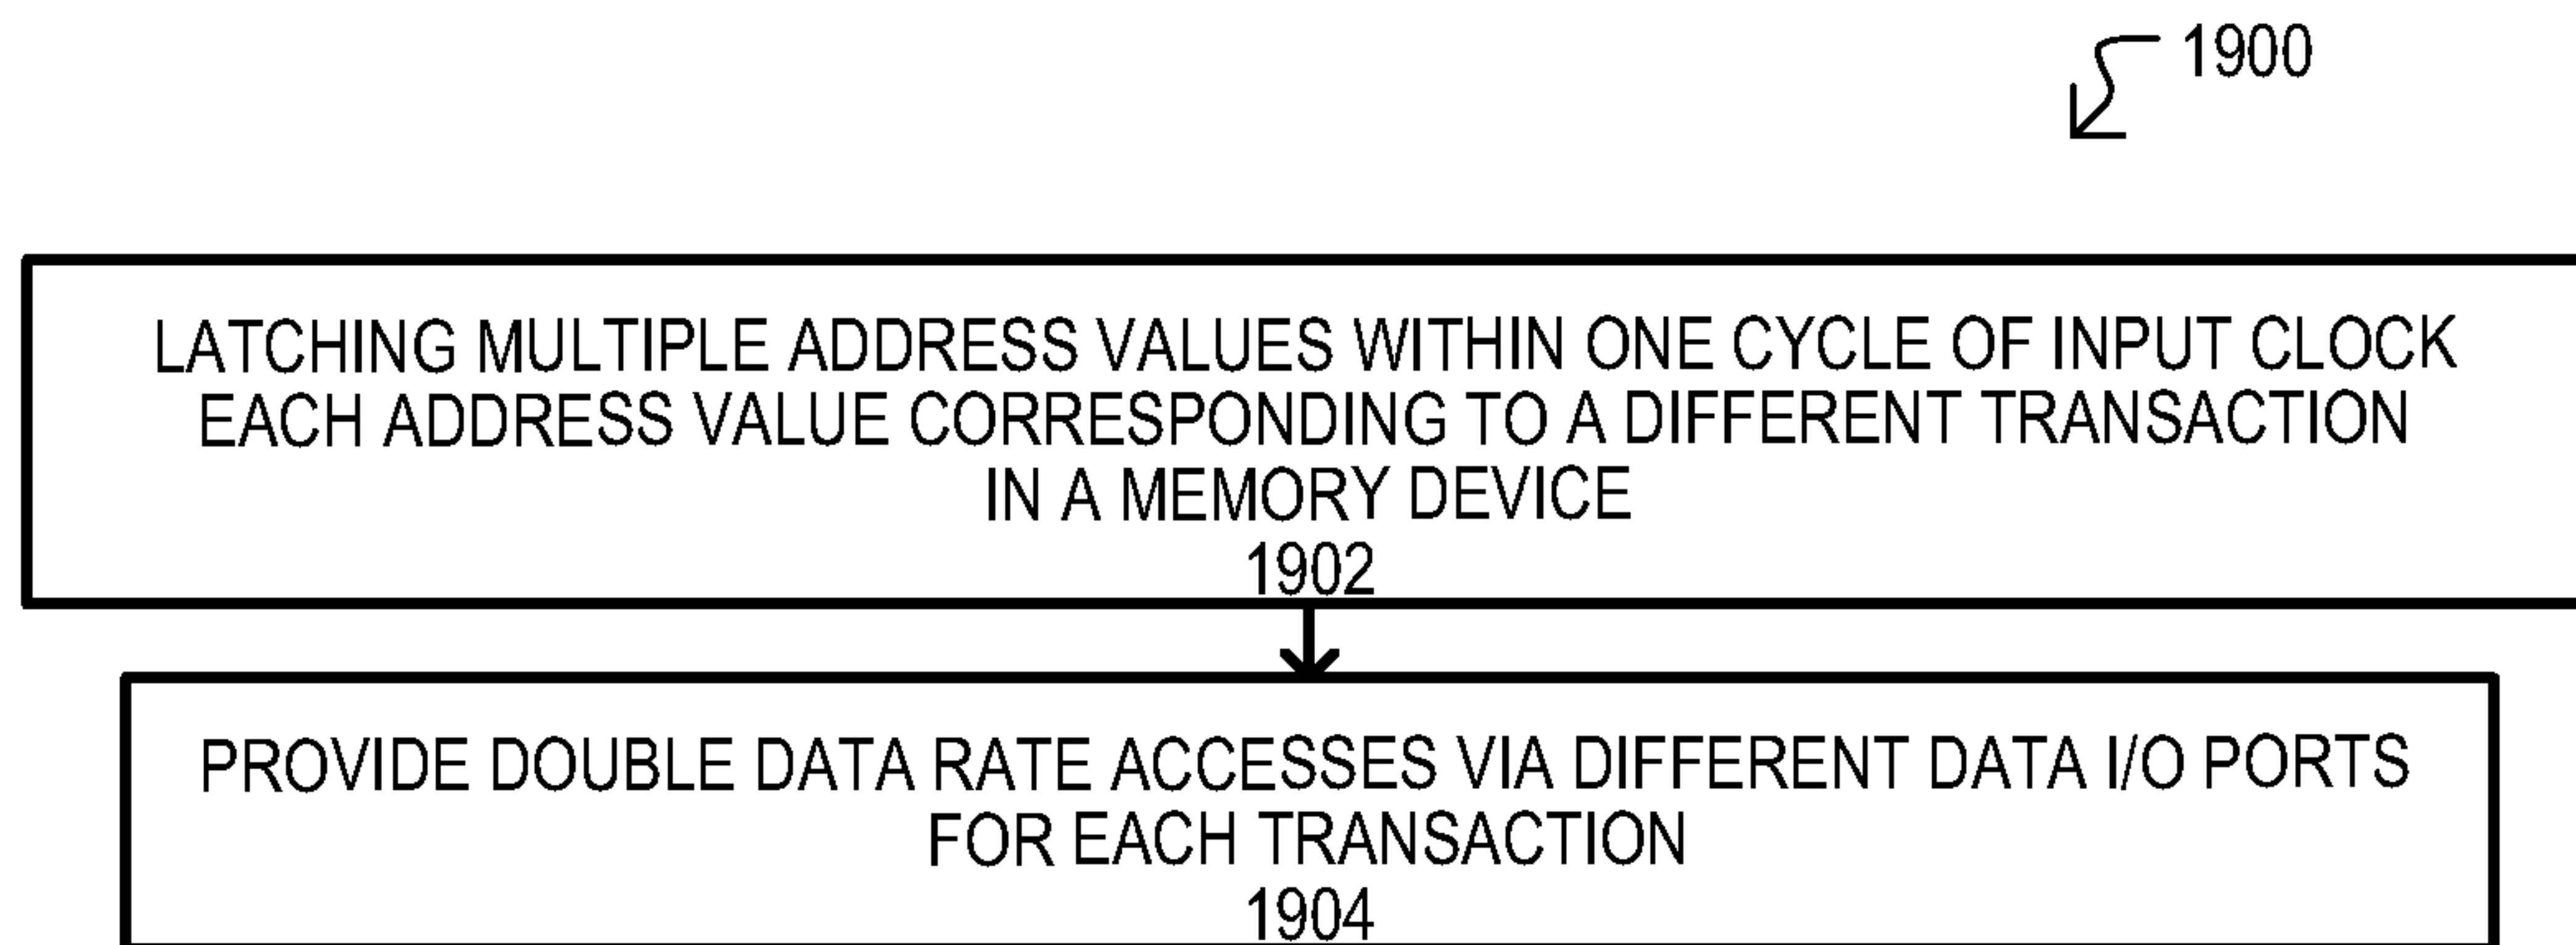 1900
LATCHING MULTIPLE ADDRESS VALUES WITHIN ONE CYCLE OF INPUT CLOCK
EACH ADDRESS VALUE CORRESPONDING TO A DIFFERENT TRANSACTION
IN A MEMORY DEVICE
1902
PROVIDE DOUBLE DATA RATE ACCESSES VIA DIFFERENT DATA I/O PORTS
FOR EACH TRANSACTION
1904